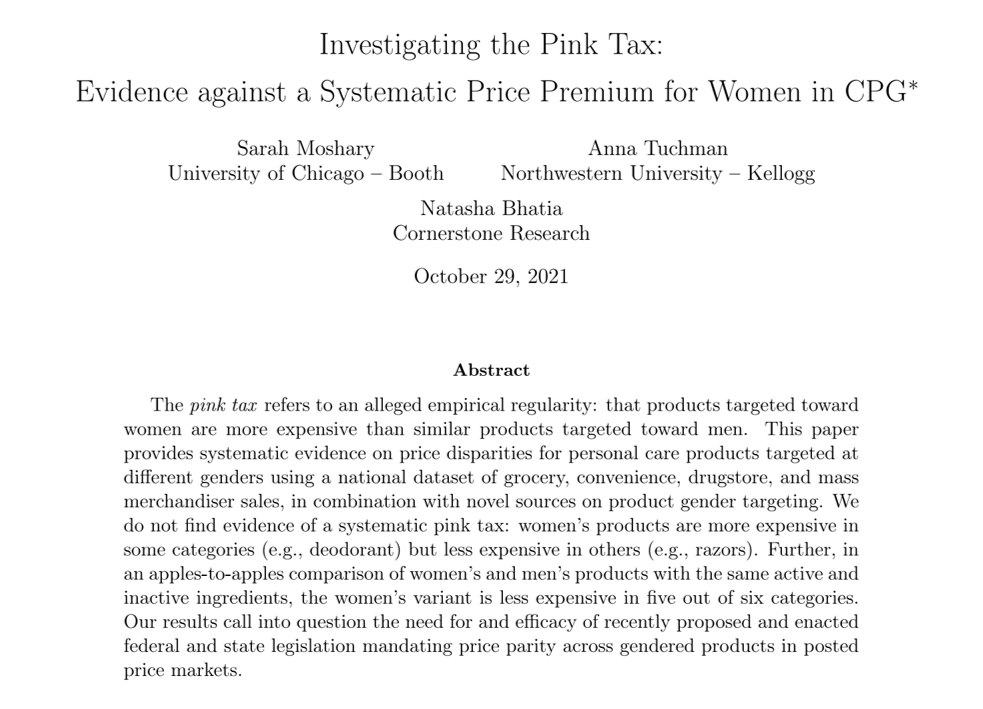 Investigating the Pink Tax:
Evidence against a Systematic Price Premium for Women in CPG*
Sarah Moshary
University of Chicago – Booth
Anna Tuchman
Northwestern University – Kellogg
Natasha Bhatia
Cornerstone Research
October 29, 2021
Abstract
The pink tax refers to an alleged empirical regularity: that products targeted toward
women are more expensive than similar products targeted toward men. This paper
provides systematic evidence on price disparities for personal care products targeted at
different genders using a national dataset of grocery, convenience, drugstore, and mass
merchandiser sales, in combination with novel sources on product gender targeting. We
do not find evidence of a systematic pink tax: women's products are more expensive in
some categories (e.g., deodorant) but less expensive in others (e.g., razors). Further, in
an apples-to-apples comparison of women's and men's products with the same active and
inactive ingredients, the women's variant is less expensive in five out of six categories.
Our results call into question the need for and efficacy of recently proposed and enacted
federal and state legislation mandating price parity across gendered products in posted
price markets.